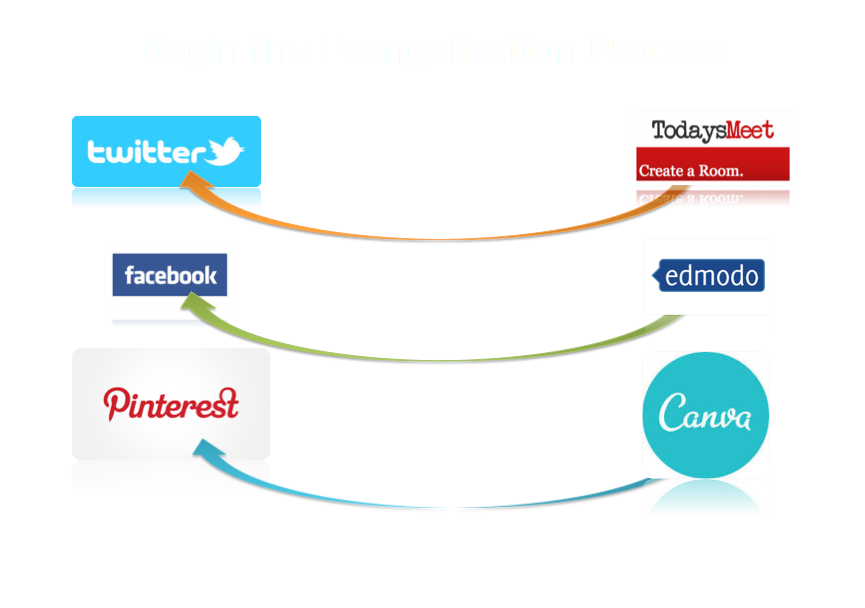 twitter
TodaysMeet
Create a Room.
facebook
edmodo
Pinterest
Canva